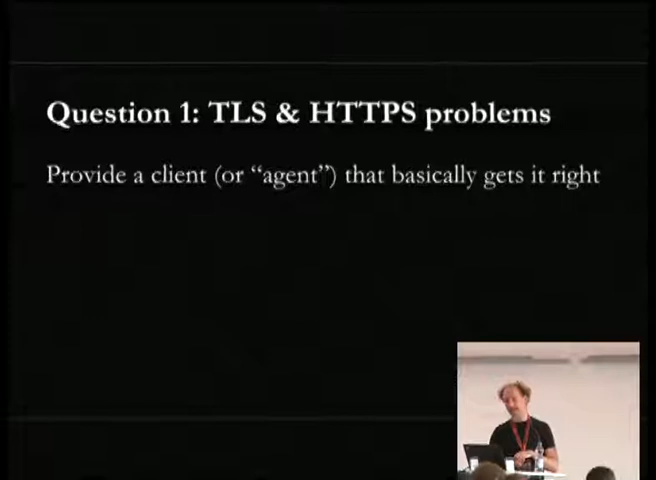 Question 1: TLS & HTTPS problems
Provide a client (or “agent”) that basically gets it right